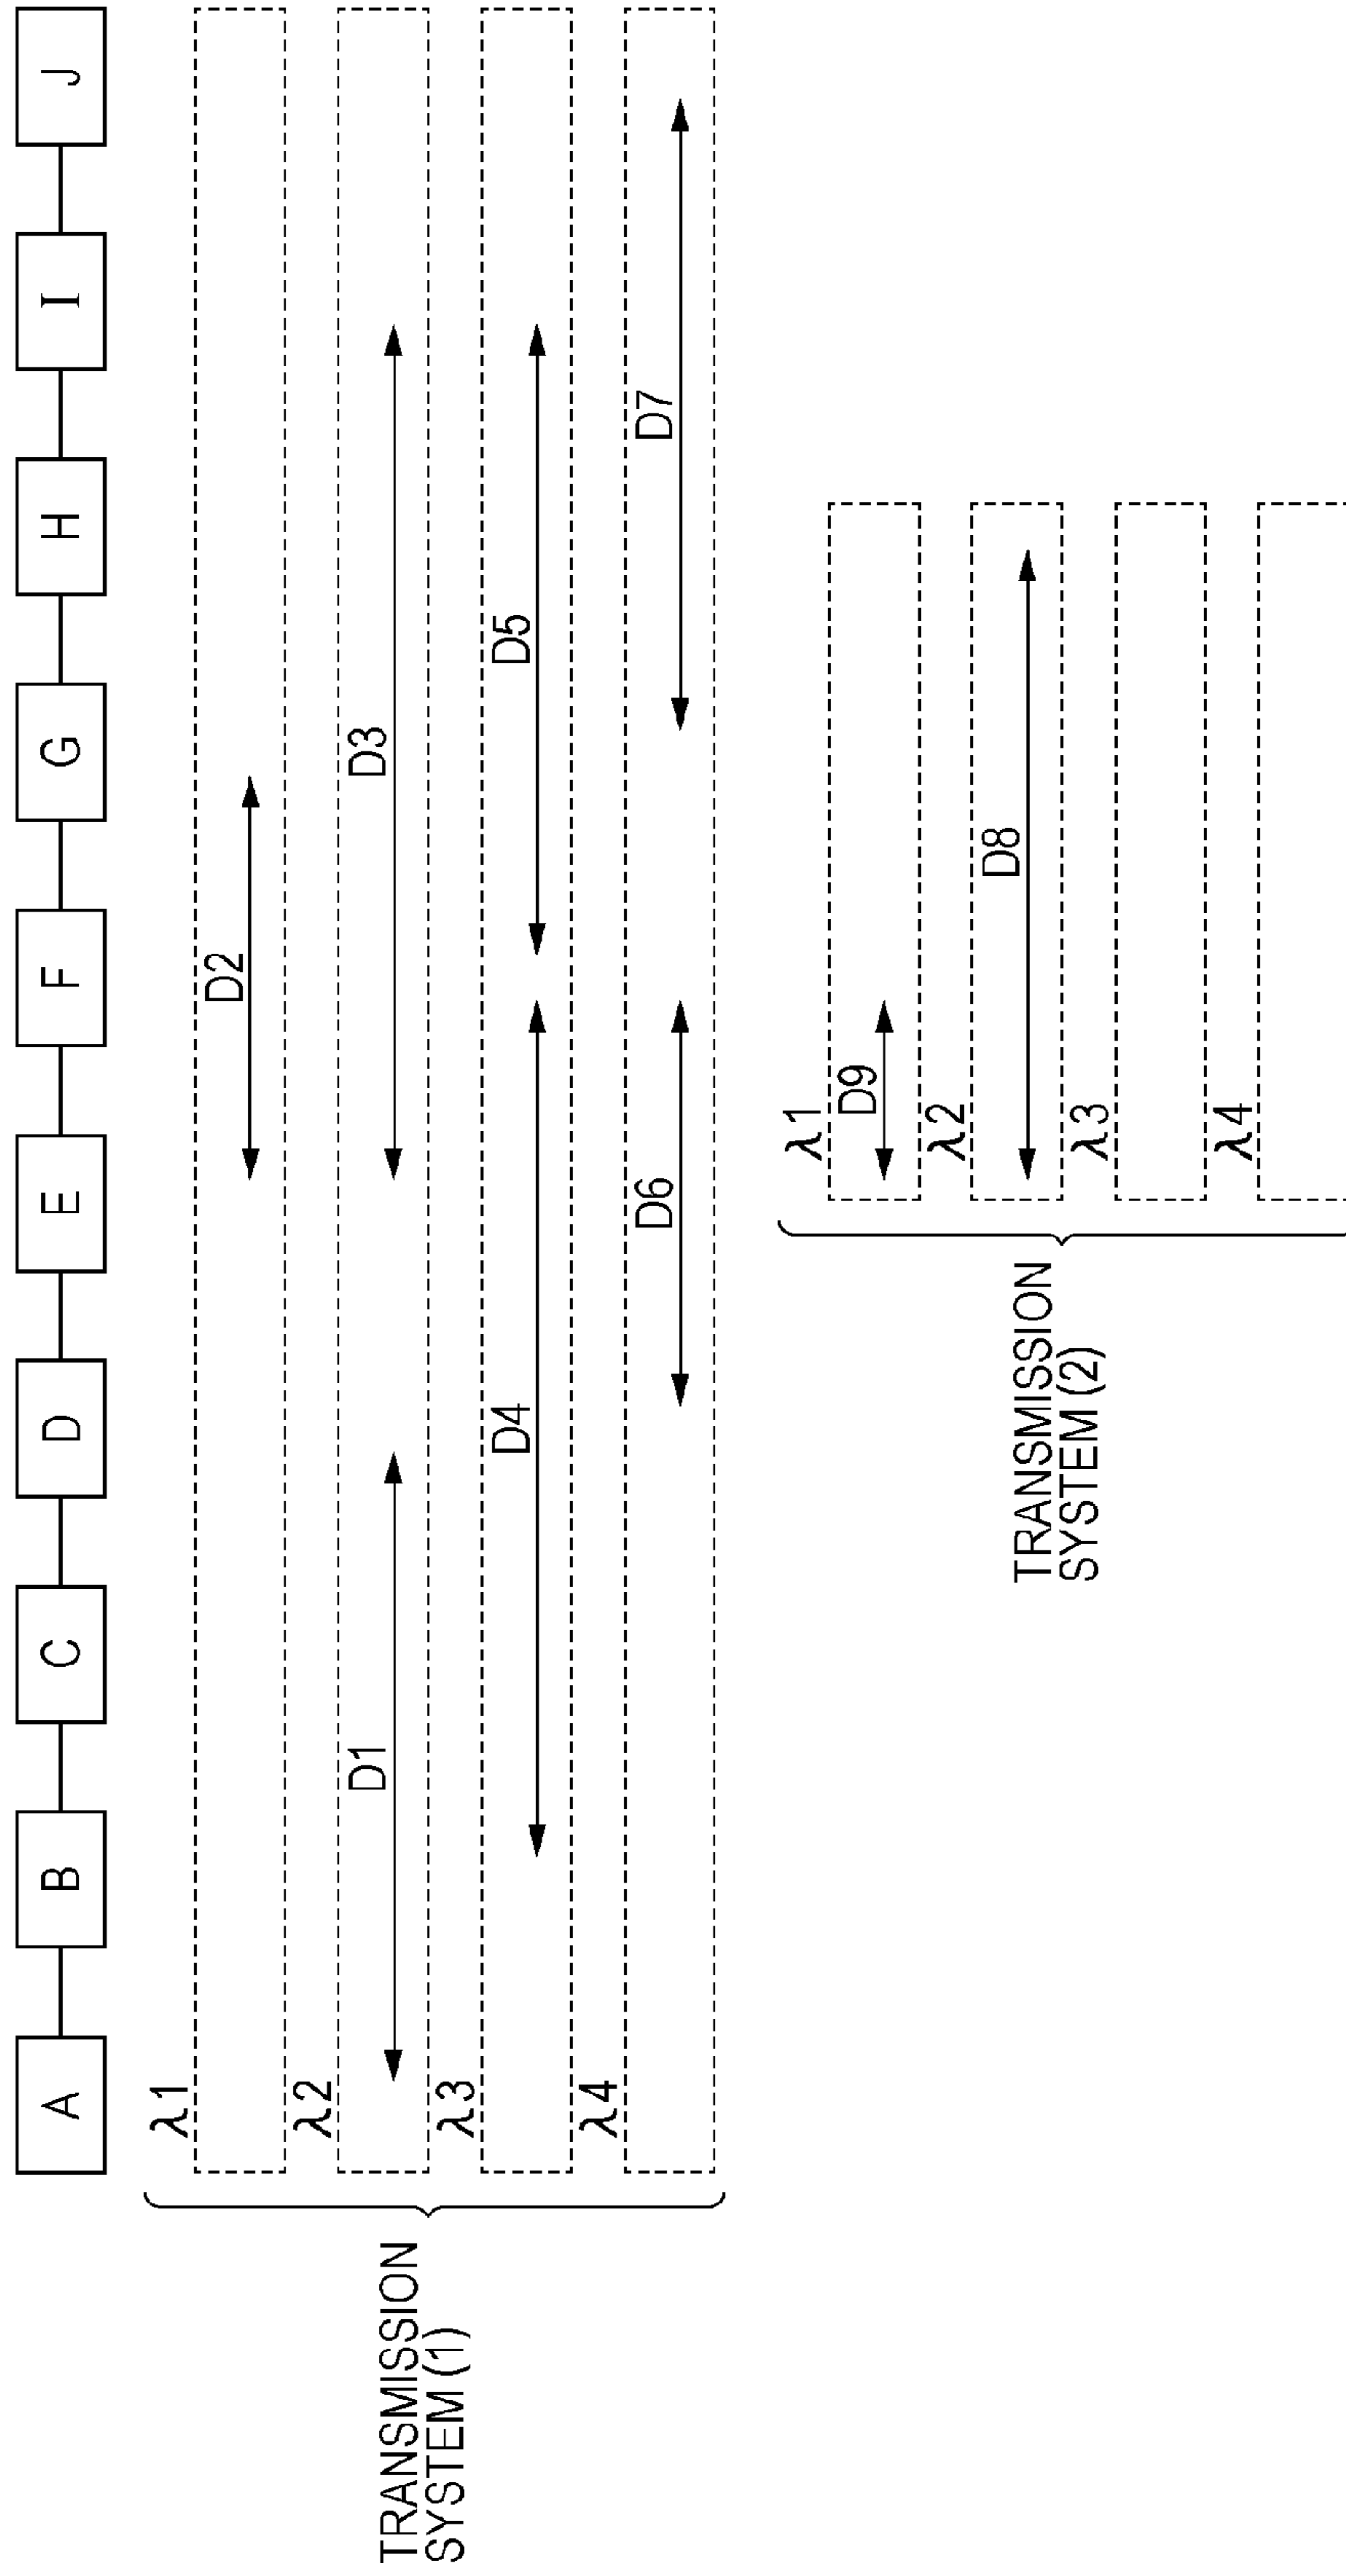 A B C D E F G H I J
λ1
D2
λ2
D1 D3
λ3
D4 D5
λ4
D6 D7
TRANSMISSION
SYSTEM (1)
λ1
D9
λ2
D8
λ3
λ4
TRANSMISSION
SYSTEM (2)